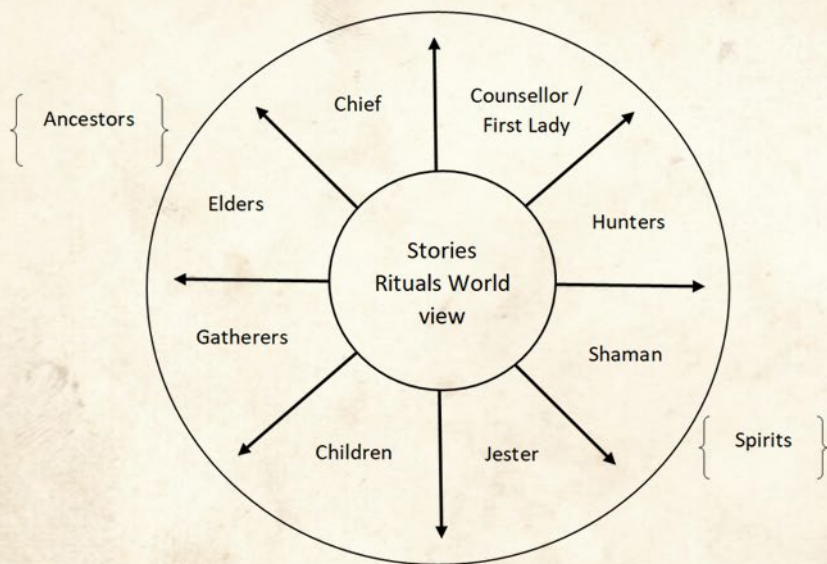 Ancestors
Chief
Counsellor /
First Lady
Elders
Hunters
Stories
Rituals World
view
Gatherers
Shaman
Children
Jester
Spirits